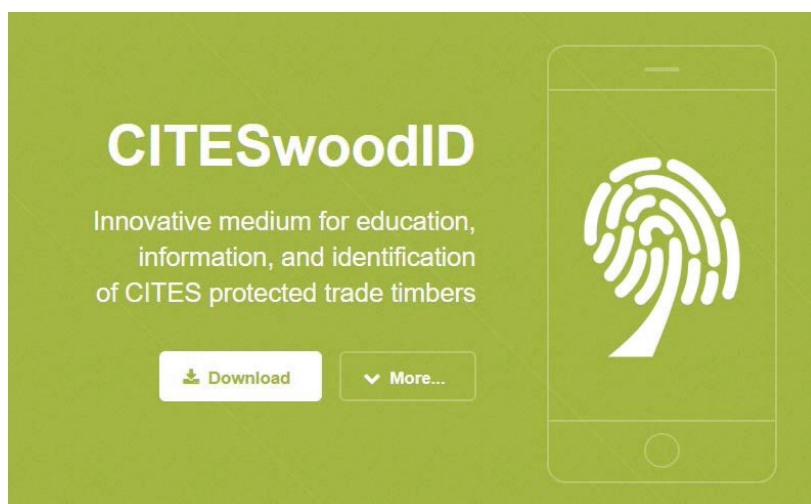 CITESwoodID
Innovative medium for education,
information, and identification
of CITES protected trade timbers
Download
More...